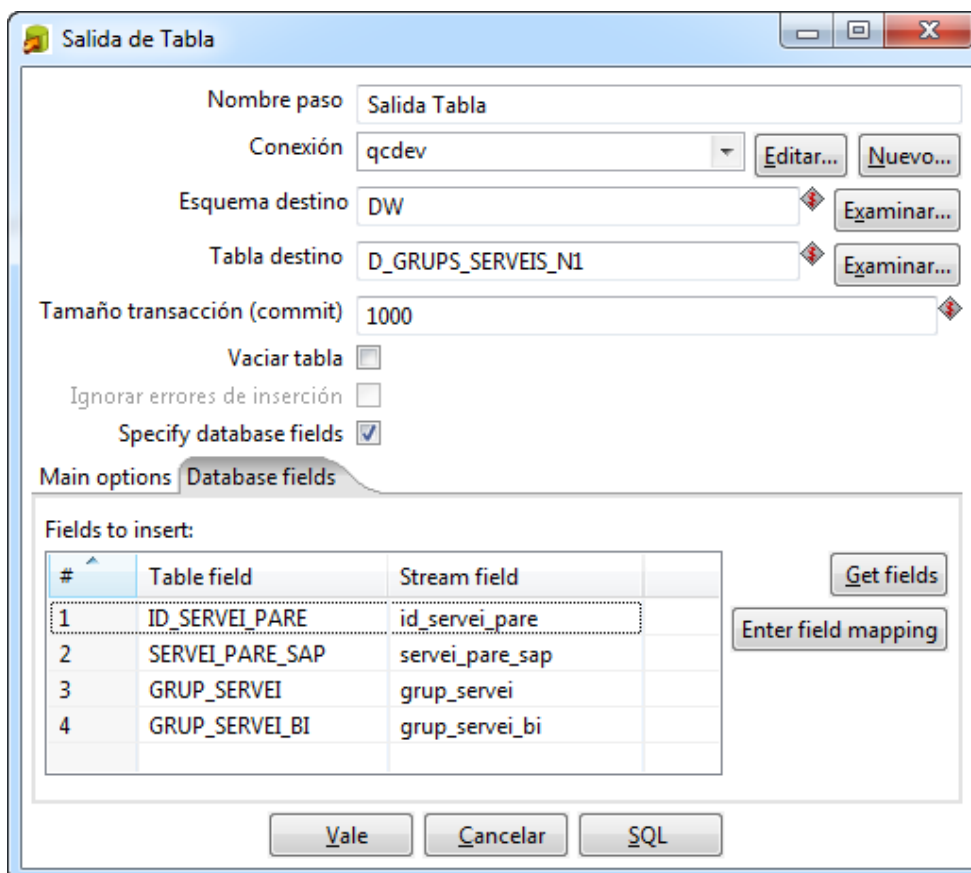 Salida de Tabla
Nombre paso Salida Tabla
Conexión qcdev Editar... Nuevo...
Esquema destino DW Examinar...
Tabla destino D_GRUPS_SERVEIS_N1 Examinar...
Tamaño transacción (commit) 1000
Vaciar tabla
Ignorar errores de inserción
Specify database fields
Main options Database fields
Fields to insert:
# Table field Stream field Get fields
1 ID_SERVEI_PARE id_servei_pare Enter field mapping
2 SERVEI_PARE_SAP servei_pare_sap
3 GRUP_SERVEI grup_servei
4 GRUP_SERVEI_BI grup_servei_bi
Vale Cancelar SQL